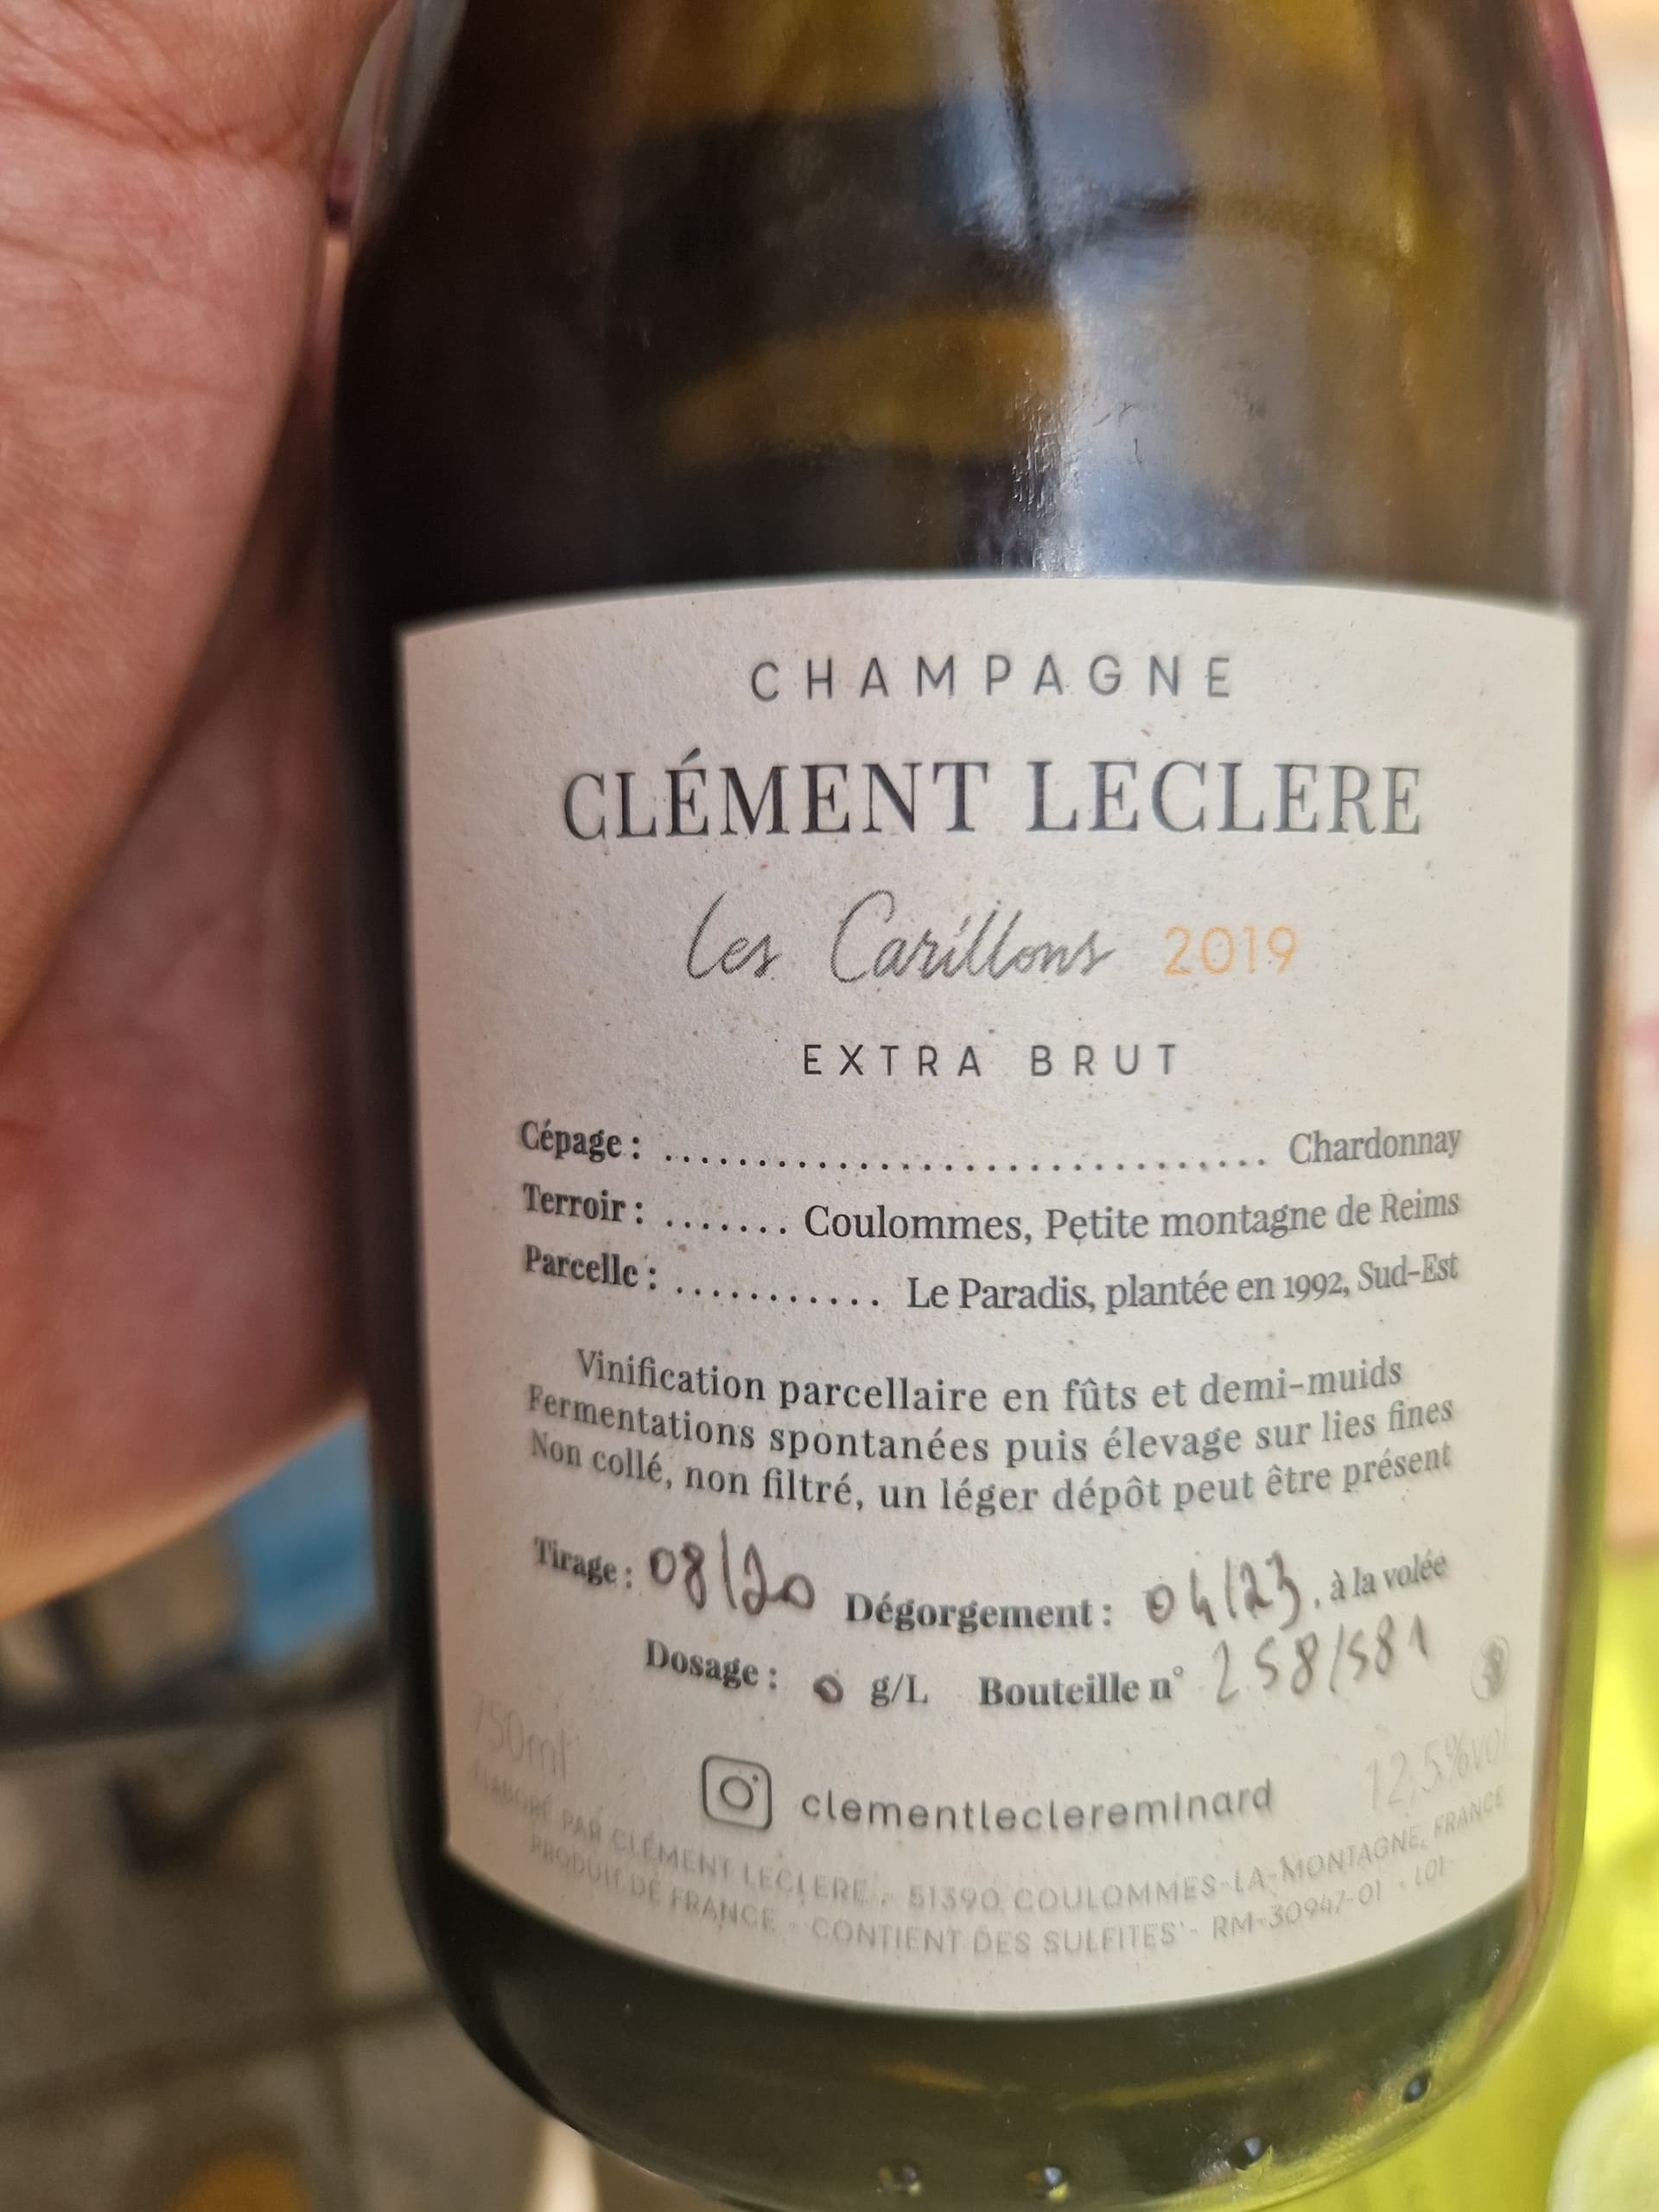 CHAMPAGNE
CLÉMENT LECLERE
Les Carillons 2019
EXTRA BRUT
Cépage : ................................. Chardonnay
Terroir : ....... Coulommes, Petite montagne de Reims
Parcelle : ............ Le Paradis, plantée en 1992, Sud-Est
Vinification parcellaire en fûts et demi-muids
Fermentations spontanées puis élevage sur lies fines
Non collé, non filtré, un léger dépôt peut être présent
Tirage : 08/20 Dégorgement : 04/23, à la volée
Dosage : 0 g/L Bouteille n° 258/581
750ml clementleclereminard 12,5%vol
ÉLABORÉ PAR CLÉMENT LECLERE - 51390 COULOMMES-LA-MONTAGNE, FRANCE
PRODUIT DE FRANCE - CONTIENT DES SULFITES - RM-30947-01 - LOT-